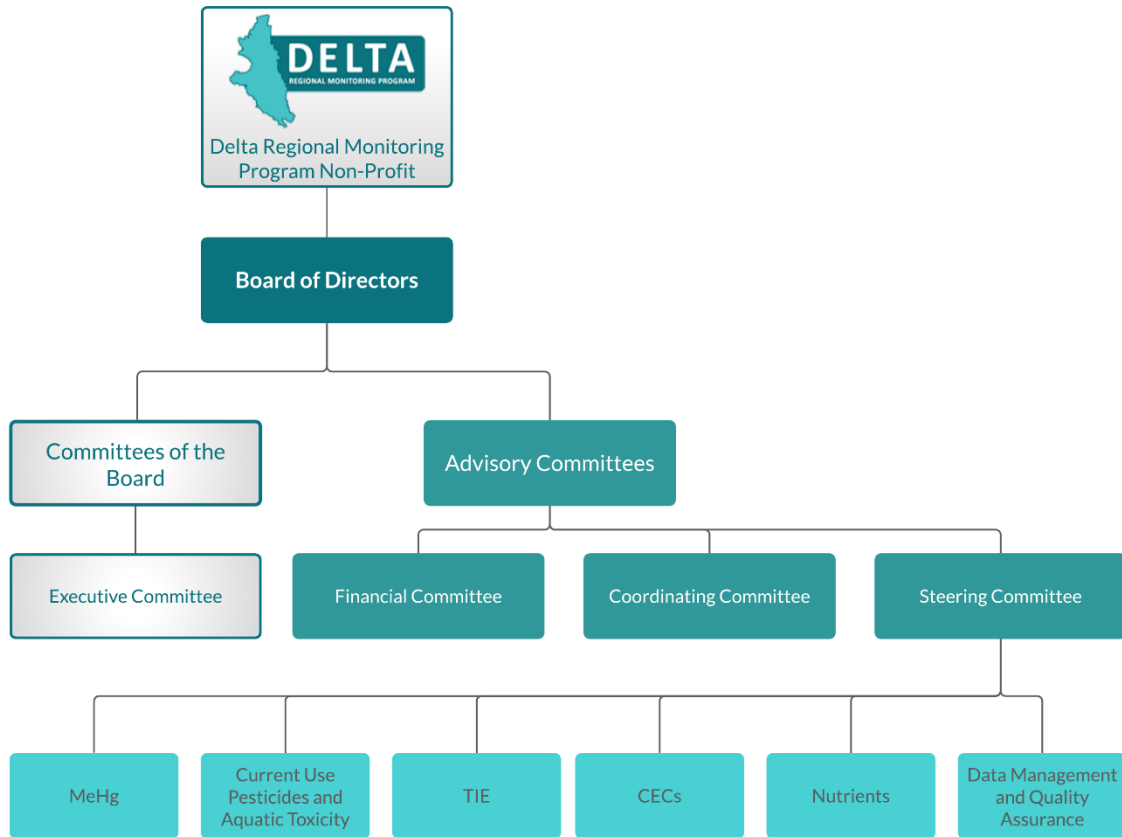 DELTA
REGIONAL MONITORING PROGRAM
Delta Regional Monitoring
Program Non-Profit
Board of Directors
Committees of the
Board
Advisory Committees
Executive Committee
Financial Committee
Coordinating Committee
Steering Committee
MeHg
Current Use
Pesticides and
Aquatic Toxicity
TIE
CECs
Nutrients
Data Management
and Quality
Assurance